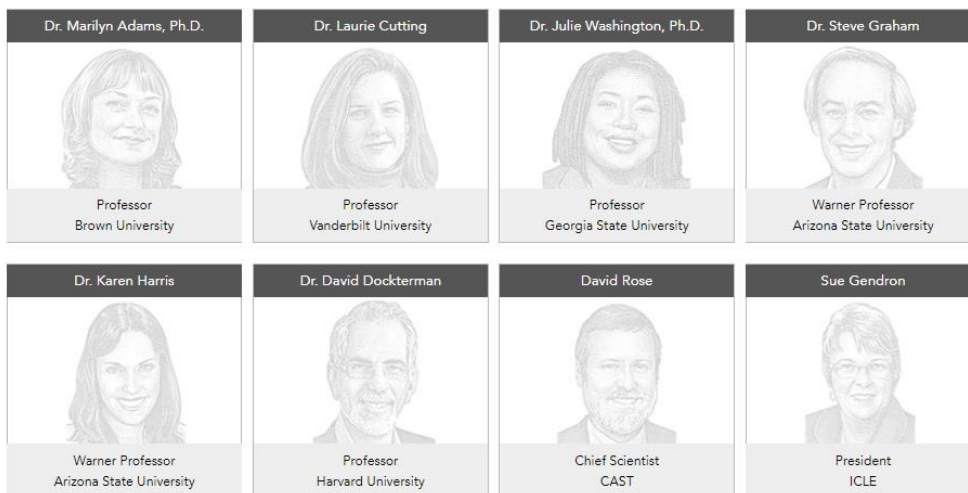 Dr. Marilyn Adams, Ph.D.
Dr. Laurie Cutting
Dr. Julie Washington, Ph.D.
Dr. Steve Graham
Professor
Brown University
Professor
Vanderbilt University
Professor
Georgia State University
Warner Professor
Arizona State University
Dr. Karen Harris
Dr. David Dockterman
David Rose
Sue Gendron
Warner Professor
Arizona State University
Professor
Harvard University
Chief Scientist
CAST
President
ICLE